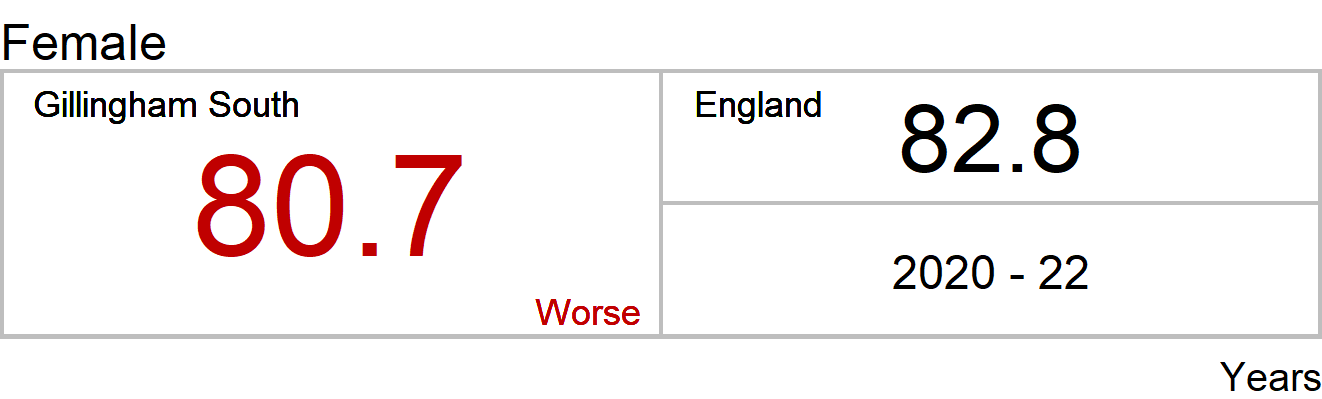 Female
Gillingham South
80.7
Worse
England
82.8
2020 - 22
Years